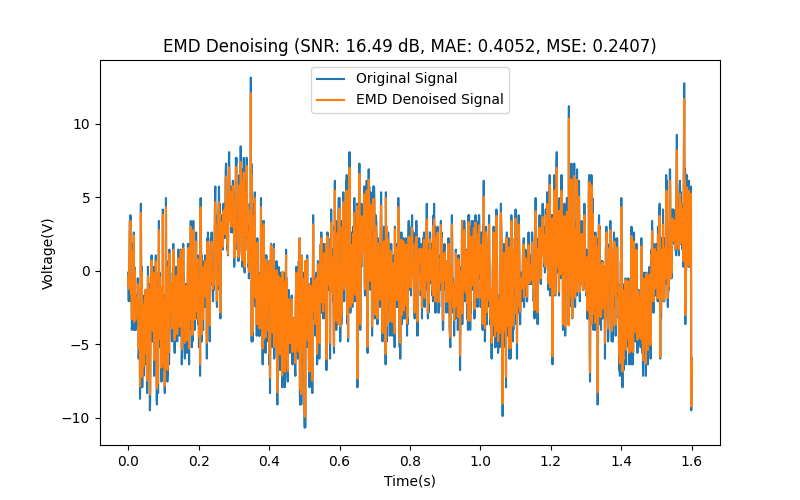 EMD Denoising (SNR: 16.49 dB, MAE: 0.4052, MSE: 0.2407)
Original Signal
EMD Denoised Signal
Voltage(V)
10
5
0
−5
−10
0.0 0.2 0.4 0.6 0.8 1.0 1.2 1.4 1.6
Time(s)